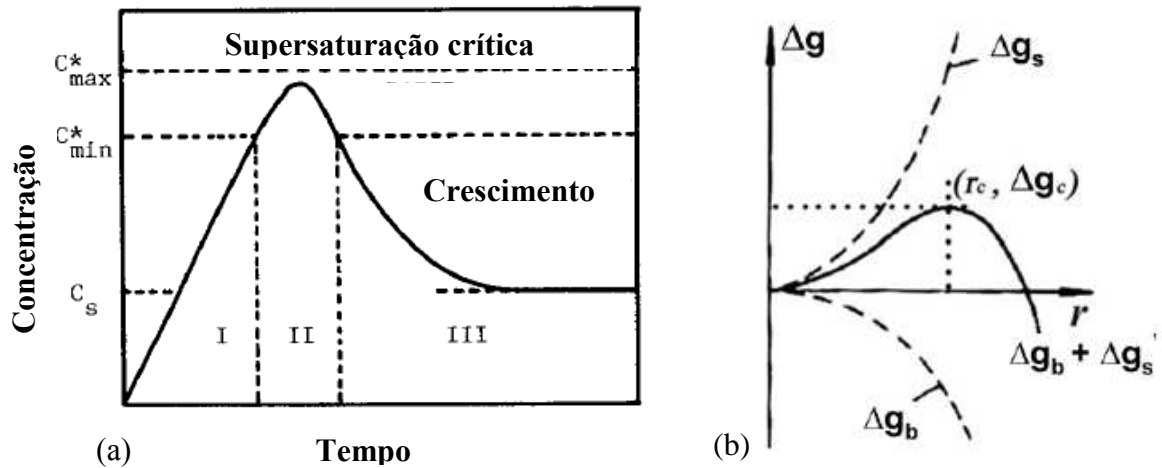 Supersaturação crítica
C*max
C*min
Crescimento
Cs
I
II
III
Concentração
Tempo
(a)
Δg
Δgs
(rc, Δgc)
r
Δgb + Δgs'
Δgb
(b)